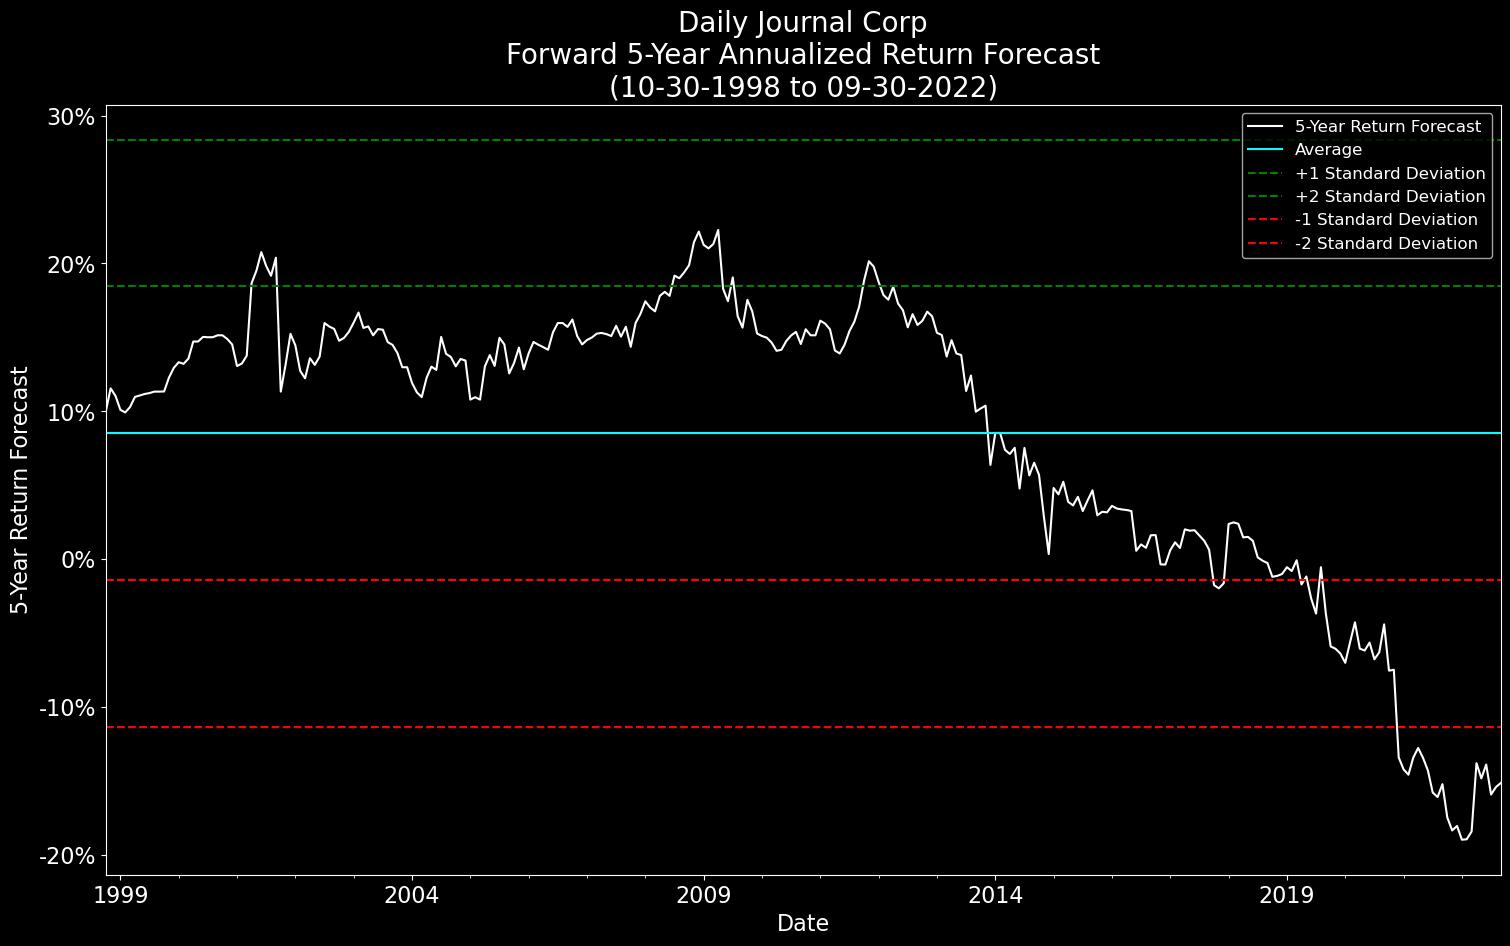 Daily Journal Corp
Forward 5-Year Annualized Return Forecast
(10-30-1998 to 09-30-2022)
30%
20%
10%
0%
-10%
-20%
5-Year Return Forecast
5-Year Return Forecast
Average
+1 Standard Deviation
+2 Standard Deviation
-1 Standard Deviation
-2 Standard Deviation
1999 2004 2009 2014 2019
Date